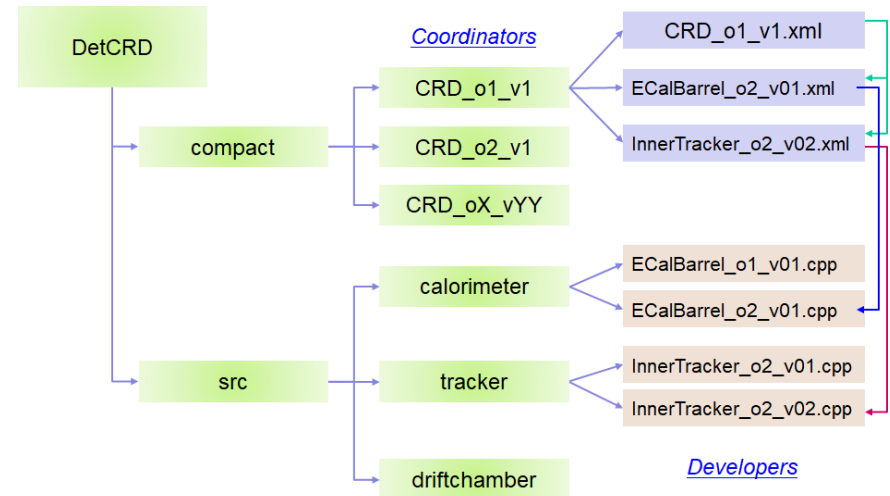 DetCRD
Coordinators
CRD_o1_v1.xml
CRD_o1_v1
ECalBarrel_o2_v01.xml
compact
CRD_o2_v1
InnerTracker_o2_v02.xml
CRD_oX_vYY
ECalBarrel_o1_v01.cpp
calorimeter
ECalBarrel_o2_v01.cpp
src
tracker
InnerTracker_o2_v01.cpp
InnerTracker_o2_v02.cpp
driftchamber
Developers